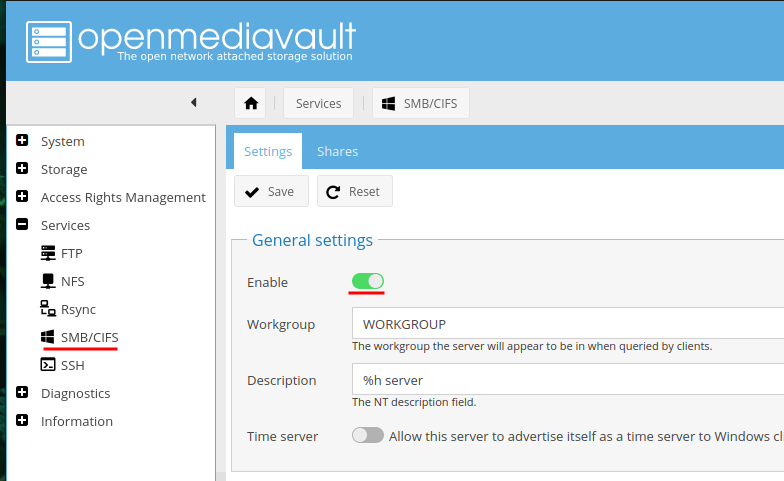 openmediavault
The open network attached storage solution
Services
SMB/CIFS
System
Storage
Access Rights Management
Services
FTP
NFS
Rsync
SMB/CIFS
SSH
Diagnostics
Information
Settings
Shares
Save
Reset
General settings
Enable
Workgroup
WORKGROUP
The workgroup the server will appear to be in when queried by clients.
Description
%h server
The NT description field.
Time server
Allow this server to advertise itself as a time server to Windows